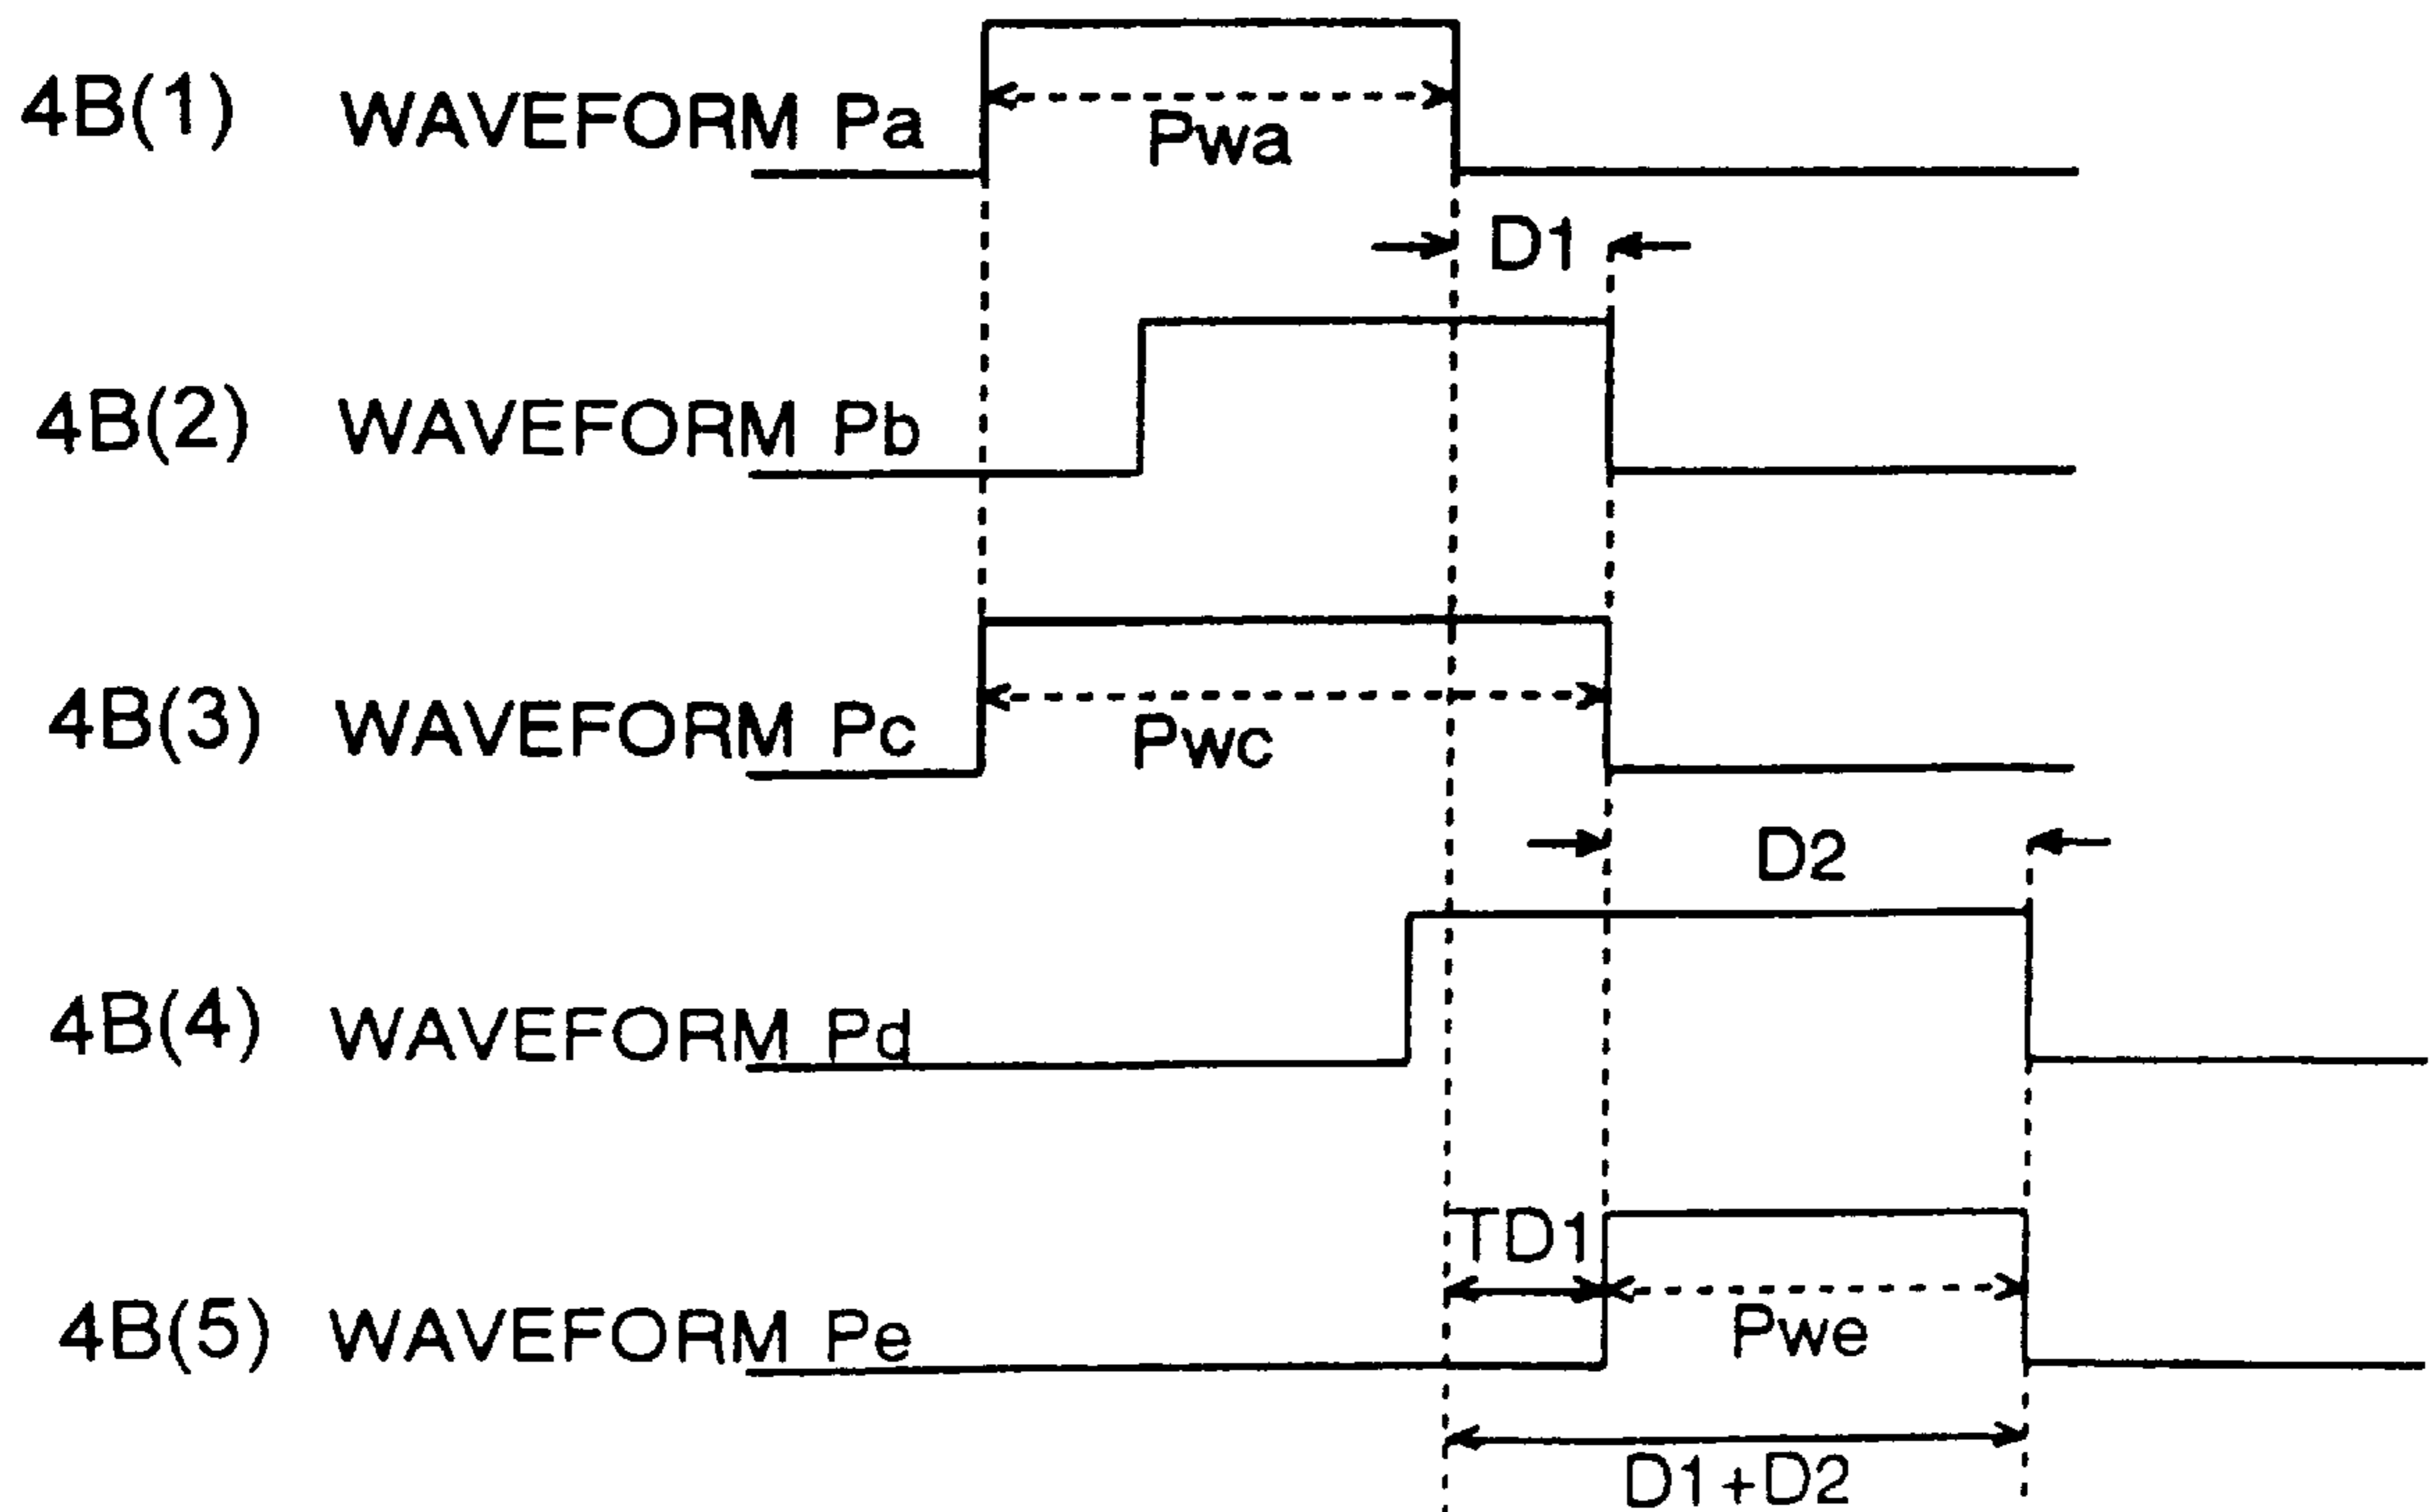 4B(1) WAVEFORM Pa
Pwa
D1
4B(2) WAVEFORM Pb
4B(3) WAVEFORM Pc
Pwc
D2
4B(4) WAVEFORM Pd
TD1
4B(5) WAVEFORM Pe
Pwe
D1+D2